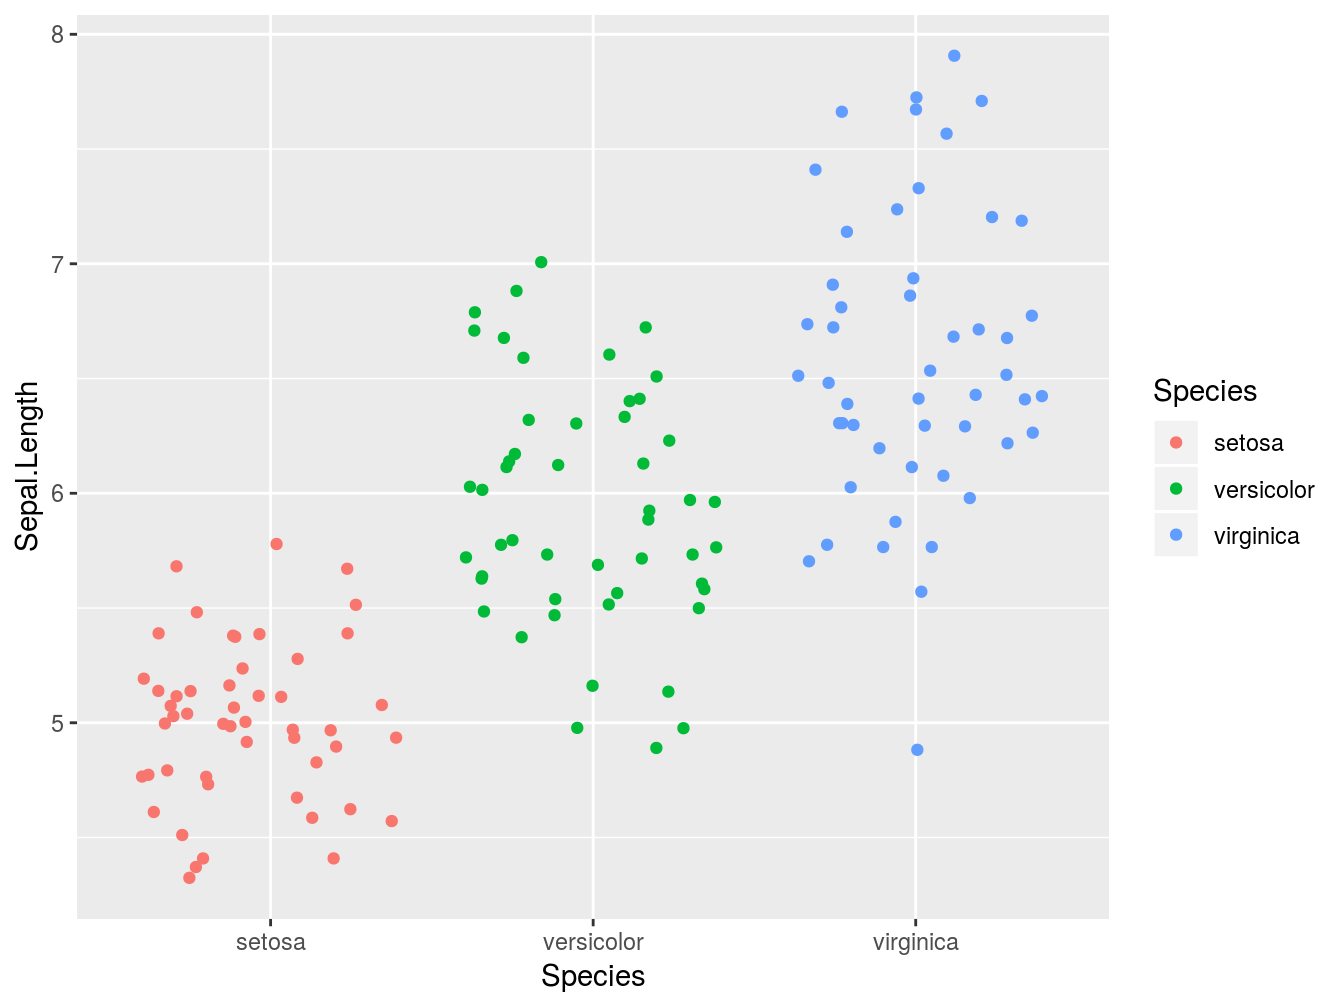 8
7
6
5
Sepal.Length
setosa
versicolor
virginica
Species
Species
setosa
versicolor
virginica